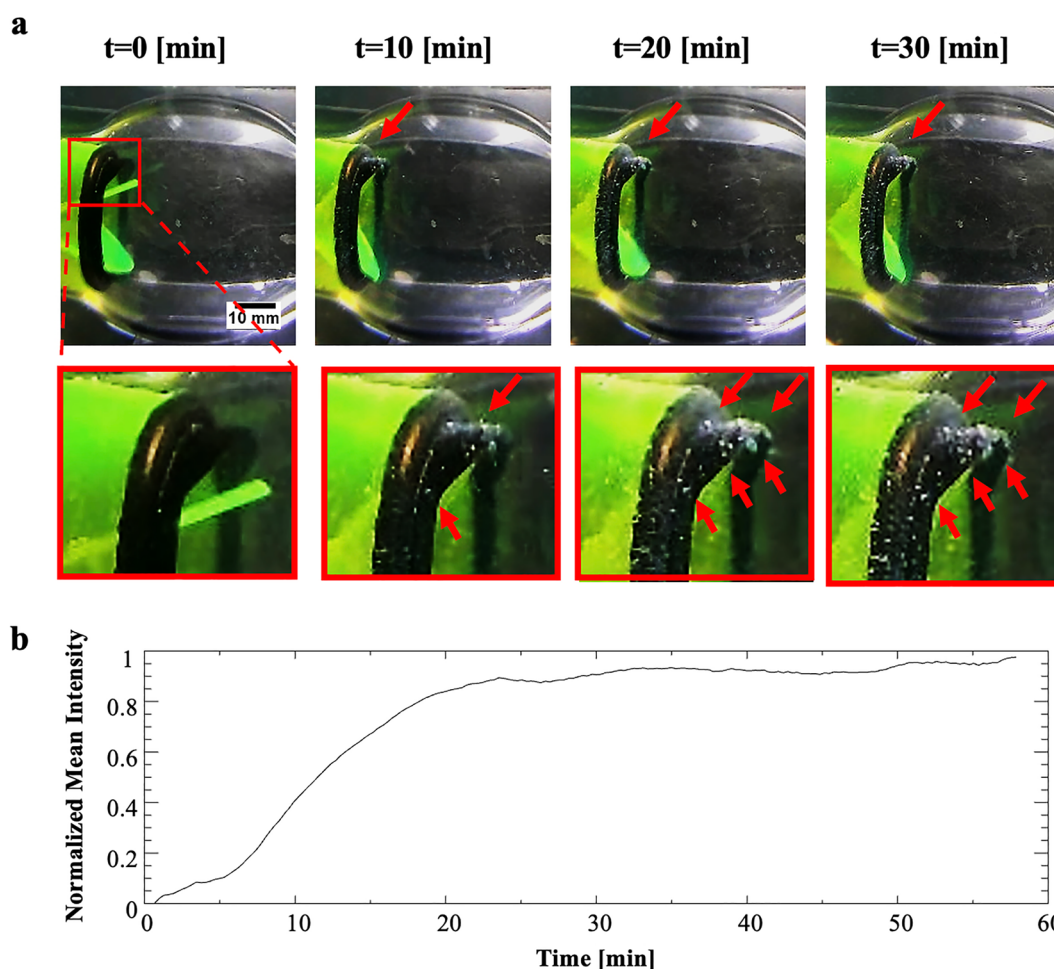 a
t=0 [min] t=10 [min] t=20 [min] t=30 [min]
10 mm
b
Normalized Mean Intensity
1
0.8
0.6
0.4
0.2
0
0 10 20 30 40 50 60
Time [min]